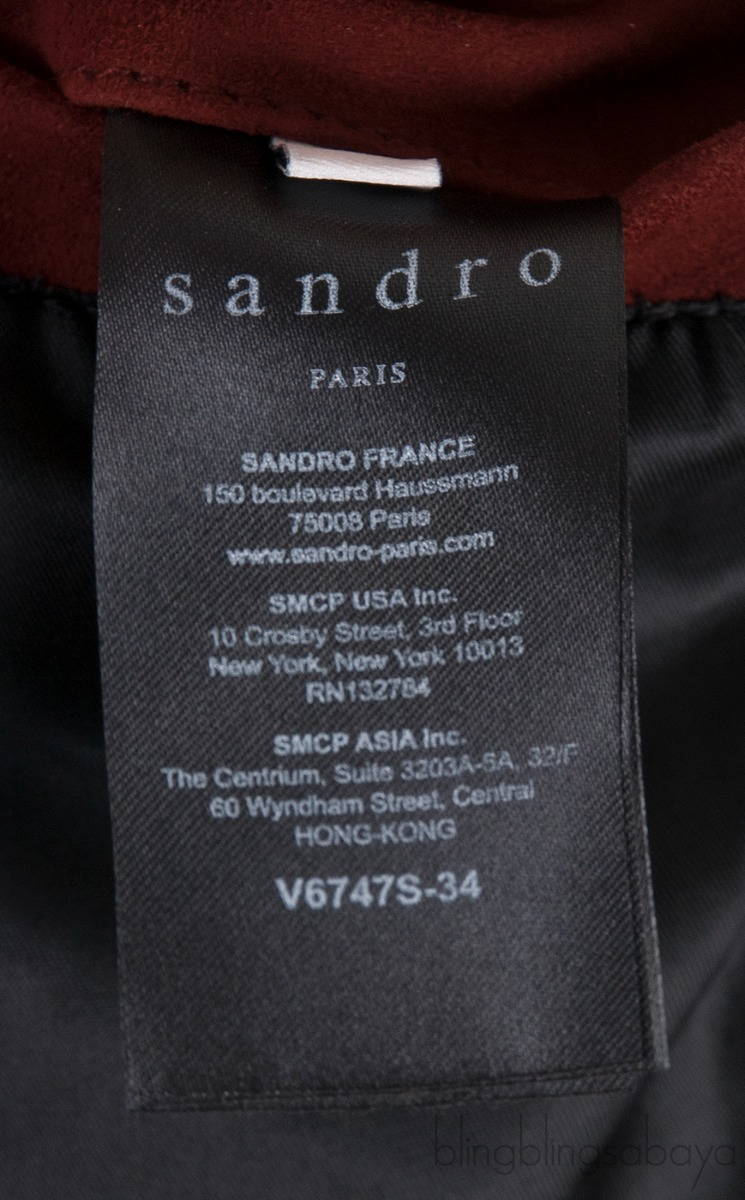 sandro
PARIS
SANDRO FRANCE
150 boulevard Haussmann
75008 Paris
www.sandro-paris.com
SMCP USA Inc.
10 Crosby Street, 3rd Floor
New York, New York 10013
RN132784
SMCP ASIA Inc.
The Centrium, Suite 3203A-5A, 32/F
60 Wyndham Street, Central
HONG-KONG
V6747S-34
blingblingsabaya